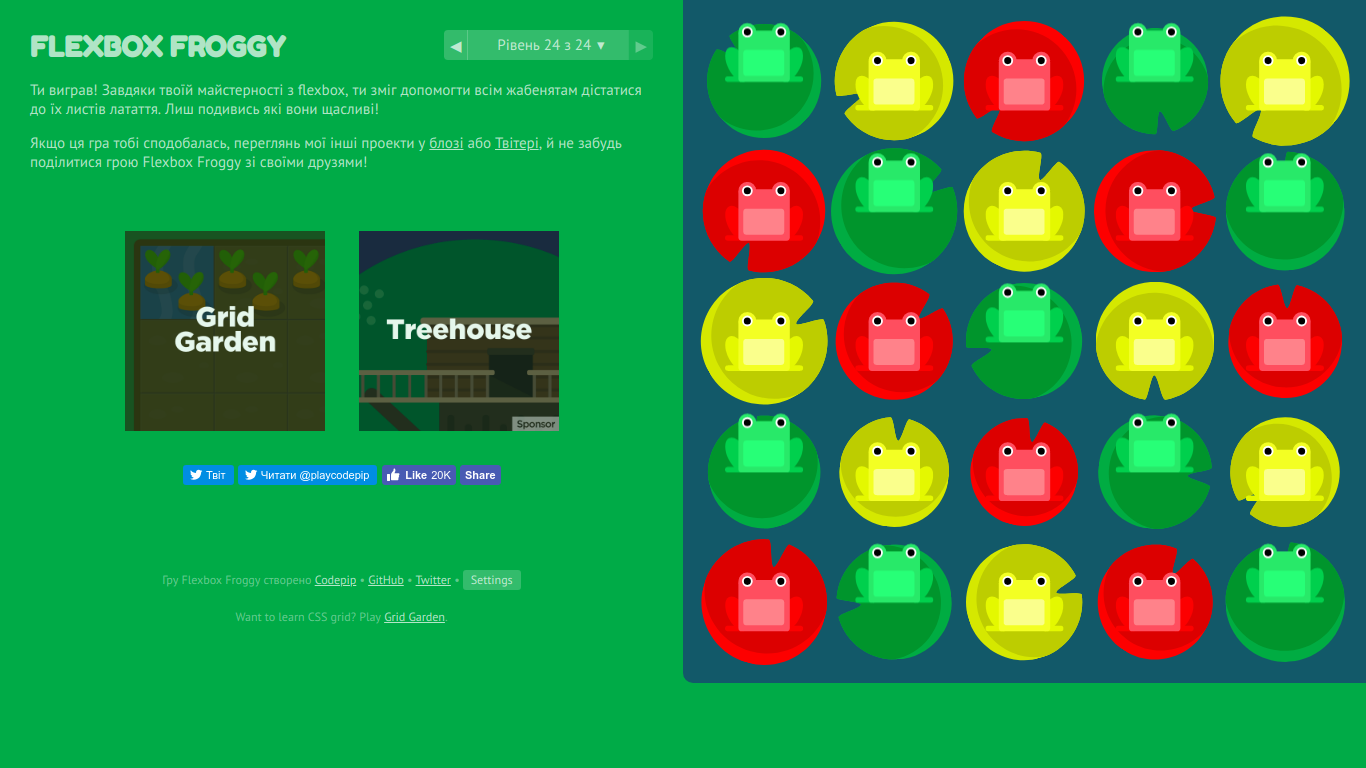 FLEXBOX FROGGY
◀ Рівень 24 з 24 ▼ ▶
Ти виграв! Завдяки твоїй майстерності з flexbox, ти зміг допомогти всім жабенятам дістатися
до їх листів латаття. Лиш подивись які вони щасливі!
Якщо ця гра тобі сподобалась, переглянь мої інші проекти у блозі або Твітері, й не забудь
поділитися грою Flexbox Froggy зі своїми друзями!
Grid
Garden
Treehouse
Sponsor
Твіт Читати @playcodepip Like 20K Share
Гру Flexbox Froggy створено Codepip • GitHub • Twitter • Settings
Want to learn CSS grid? Play Grid Garden.